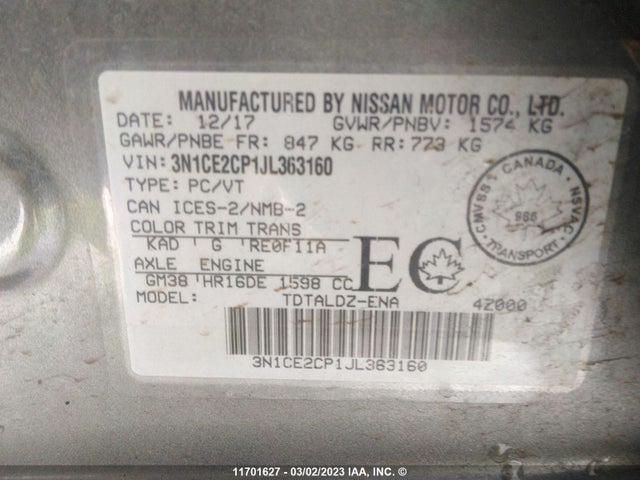 MANUFACTURED BY NISSAN MOTOR CO., LTD.
DATE: 12/17 GVWR/PNBV: 1574 KG
GAWR/PNBE FR: 847 KG RR: 773 KG
VIN: 3N1CE2CP1JL363160
TYPE: PC/VT
CAN ICES-2/NMB-2
COLOR TRIM TRANS
KAD ' G 'RE0F11A
AXLE ENGINE
GM38 'HR16DE 1598 CC
MODEL: TDTALDZ-ENA 4Z000
EC
CANADA
CMVSS NSVAC
986
TRANSPORT
3N1CE2CP1JL363160
11701627 - 03/02/2023 IAA, INC. ©